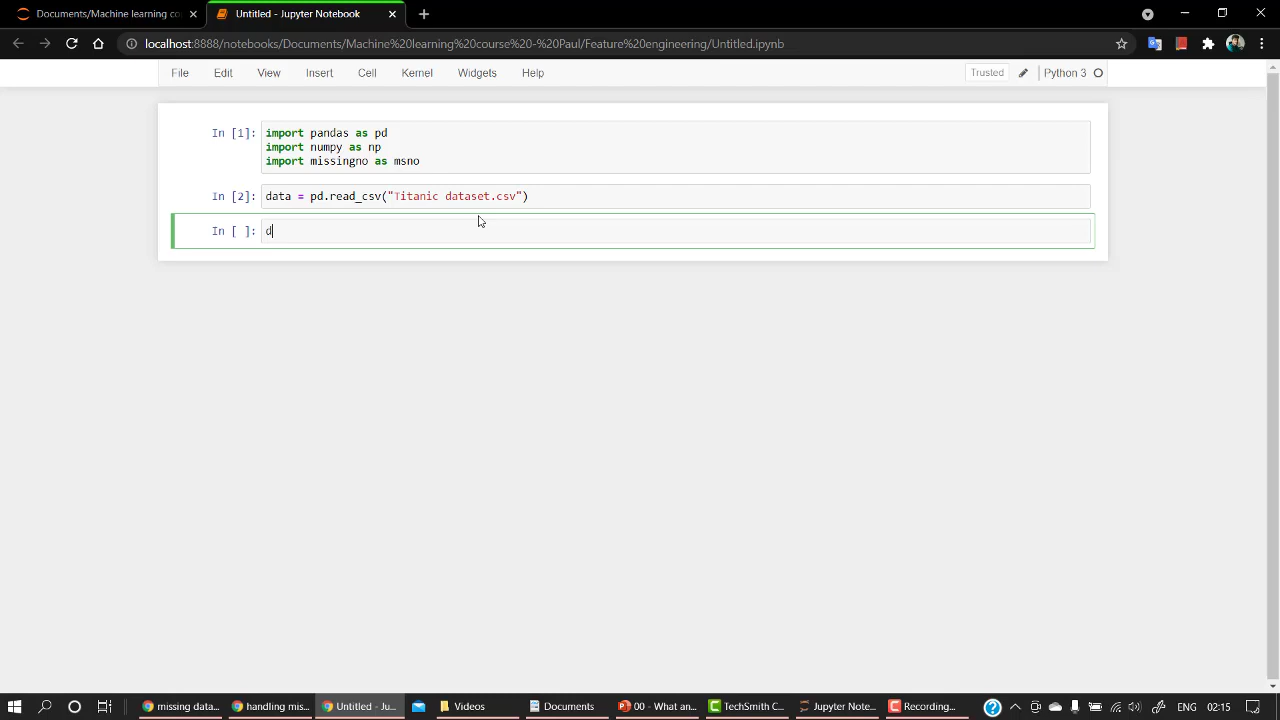 Documents/Machine learning co
Untitled - Jupyter Notebook
localhost:8888/notebooks/Documents/Machine%20learning%20curse%20-%20Paul/Feature%20engineering/Untitled.ipynb
File Edit View Insert Cell Kernel Widgets Help Trusted Python 3
In [1]: import pandas as pd
import numpy as np
import missingno as msno
In [2]: data = pd.read_csv("Titanic dataset.csv")
In [ ]: d
missing data... handling mis... Untitled - Ju... Videos Documents 00 - What an... TechSmith C... Jupyter Note... Recording... ENG 02:15